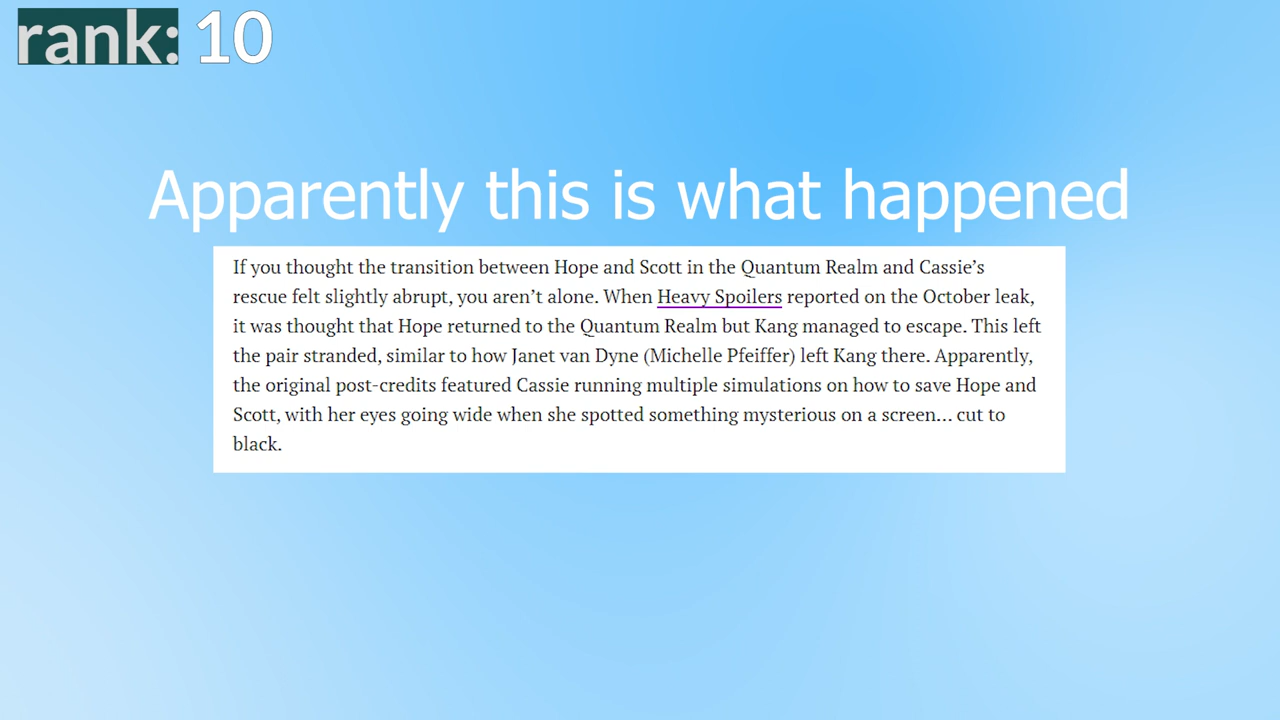 rank: 10
Apparently this is what happened
If you thought the transition between Hope and Scott in the Quantum Realm and Cassie’s
rescue felt slightly abrupt, you aren’t alone. When Heavy Spoilers reported on the October leak,
it was thought that Hope returned to the Quantum Realm but Kang managed to escape. This left
the pair stranded, similar to how Janet van Dyne (Michelle Pfeiffer) left Kang there. Apparently,
the original post-credits featured Cassie running multiple simulations on how to save Hope and
Scott, with her eyes going wide when she spotted something mysterious on a screen… cut to
black.